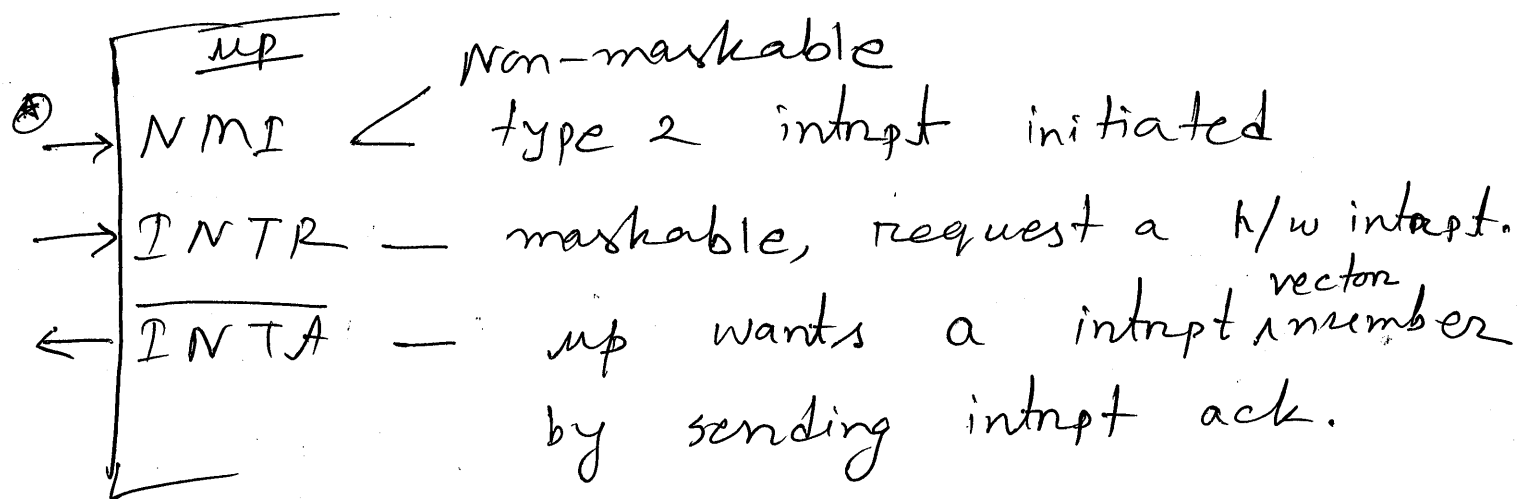 μp
Non-maskable
NMI < type 2 intrpt initiated
INTR — maskable, request a h/w intrpt.
vector
I̅N̅T̅A̅ — μp wants a intrpt ∧ number
by sending intrpt ack.